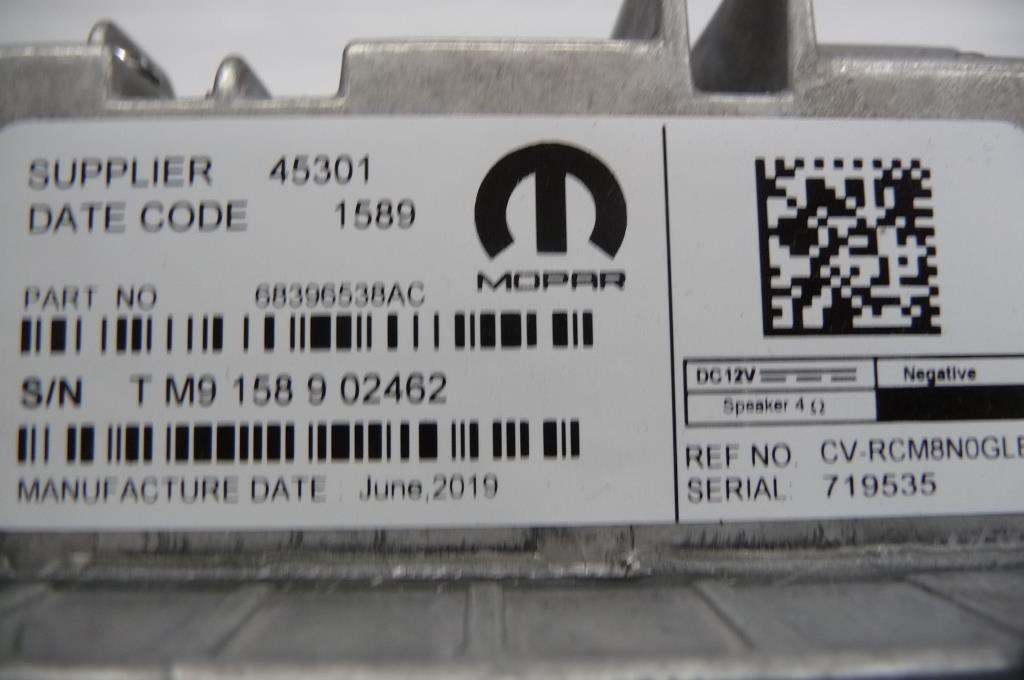 SUPPLIER 45301
DATE CODE 1589
MOPAR
PART NO 68396538AC
S/N T M9 158 9 02462
MANUFACTURE DATE : June,2019
DC12V
Negative
Speaker 4 Ω
REF NO. CV-RCM8N0GLE
SERIAL: 719535